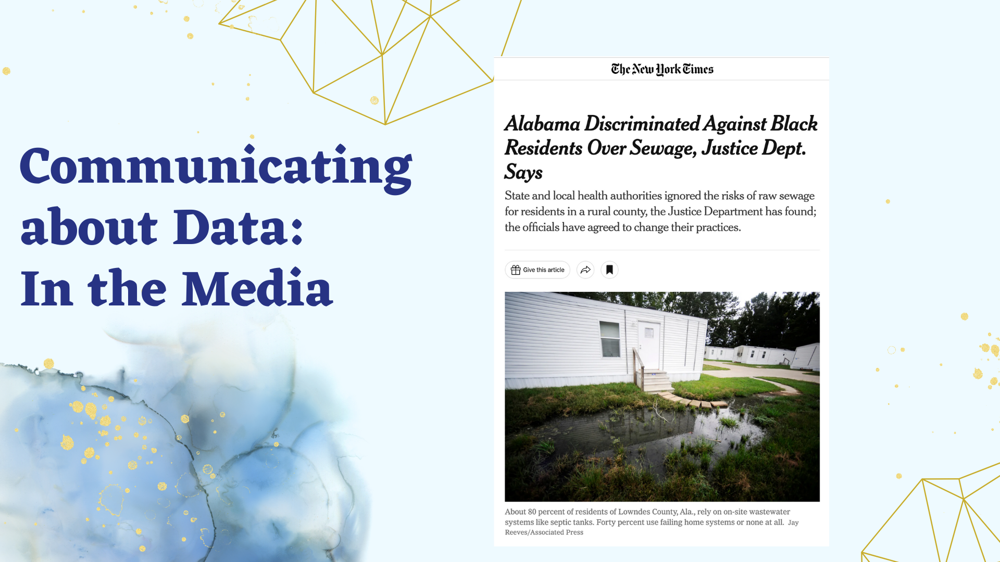 Communicating
about Data:
In the Media
The New York Times
Alabama Discriminated Against Black
Residents Over Sewage, Justice Dept.
Says
State and local health authorities ignored the risks of raw sewage
for residents in a rural county, the Justice Department has found;
the officials have agreed to change their practices.
Give this article
About 80 percent of residents of Lowndes County, Ala., rely on on-site wastewater
systems like septic tanks. Forty percent use failing home systems or none at all. Jay
Reeves/Associated Press